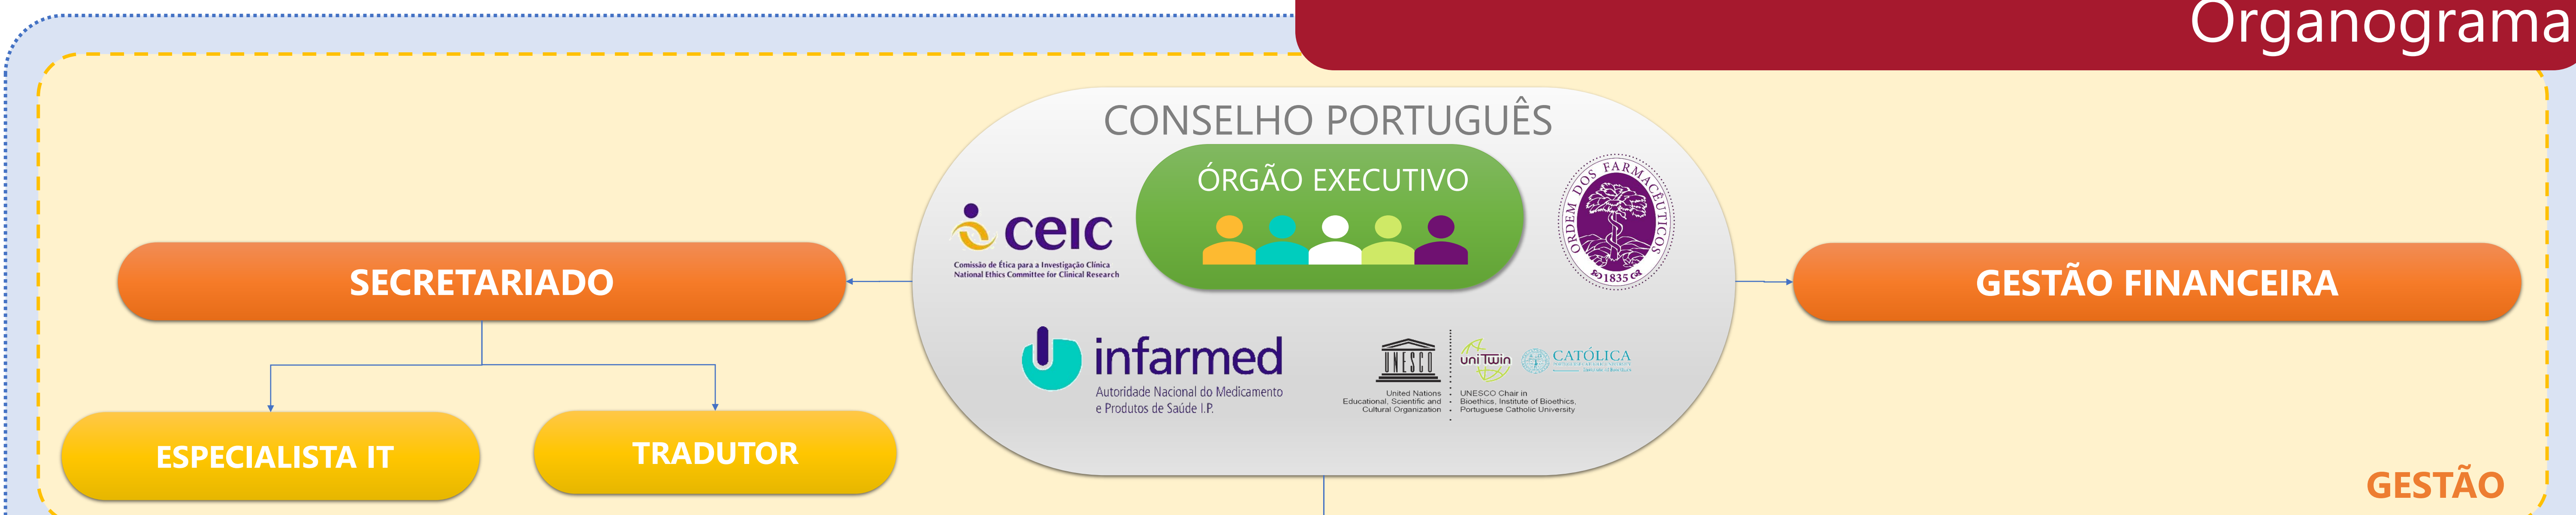 Organograma
CONSELHO PORTUGUÊS
ÓRGÃO EXECUTIVO
ceic
Comissão de Ética para a Investigação Clínica
National Ethics Committee for Clinical Research
ORDEM DOS FARMACÊUTICOS
1835
SECRETARIADO
GESTÃO FINANCEIRA
infarmed
Autoridade Nacional do Medicamento
e Produtos de Saúde I.P.
UNESCO
United Nations
Educational, Scientific and
Cultural Organization
uniTwin
CATÓLICA
UNESCO Chair in
Bioethics, Institute of Bioethics,
Portuguese Catholic University
ESPECIALISTA IT
TRADUTOR
GESTÃO